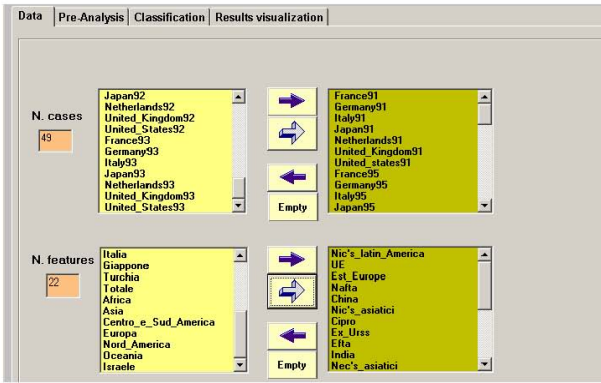 Data Pre-Analysis Classification Results visualization
N. cases
49
Japan92
Netherlands92
United_Kingdom92
United_States92
France93
Germany93
Italy93
Japan93
Netherlands93
United_Kingdom93
United_States93
Empty
France91
Germany91
Italy91
Japan91
Netherlands91
United_Kingdom91
United_states91
France95
Germany95
Italy95
Japan95
N. features
22
Italia
Giappone
Turchia
Totale
Africa
Asia
Centro_e_Sud_America
Europa
Nord_America
Oceania
Israele
Empty
Nic's_latin_America
UE
Est_Europe
Nafta
China
Nic's_asiatici
Cipro
Ex_Urss
Efta
India
Nec's_asiatici